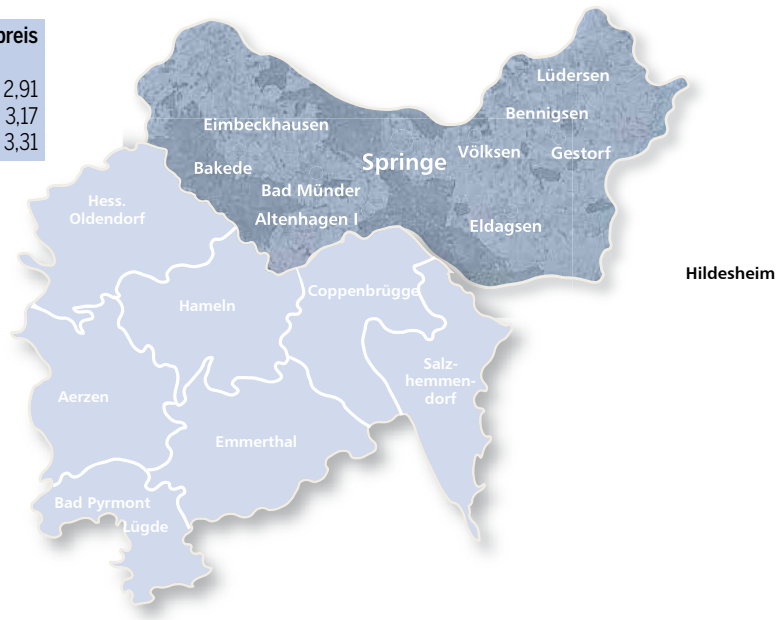 preis
2,91
3,17
3,31
Lüdersen
Bennigsen
Eimbeckhausen
Völksen
Gestorf
Springe
Bakede
Bad Münder
Altenhagen I
Eldagsen
Hess.
Oldendorf
Hildesheim
Coppenbrügge
Hameln
Salz-
hemmen-
dorf
Aerzen
Emmerthal
Bad Pyrmont
Lügde